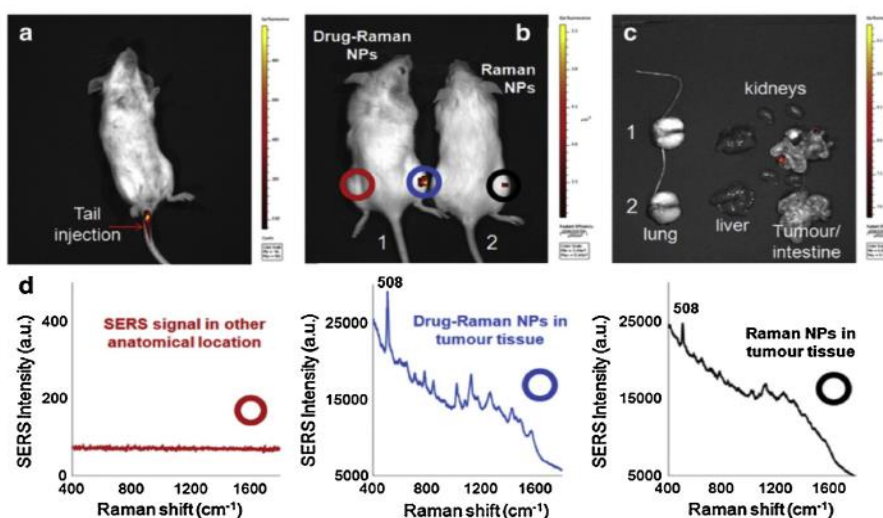 a
Tail
injection
b
Drug-Raman
NPs
Raman
NPs
1
2
c
kidneys
1
2
lung
liver
Tumour/
intestine
d
SERS Intensity (a.u.)
400
200
0
SERS signal in other
anatomical location
400
800
1200
1600
Raman shift (cm-1)
SERS Intensity (a.u.)
25000
15000
5000
508
Drug-Raman NPs in
tumour tissue
400
800
1200
1600
Raman shift (cm-1)
SERS Intensity (a.u.)
25000
15000
5000
508
Raman NPs in
tumour tissue
400
800
1200
1600
Raman shift (cm-1)